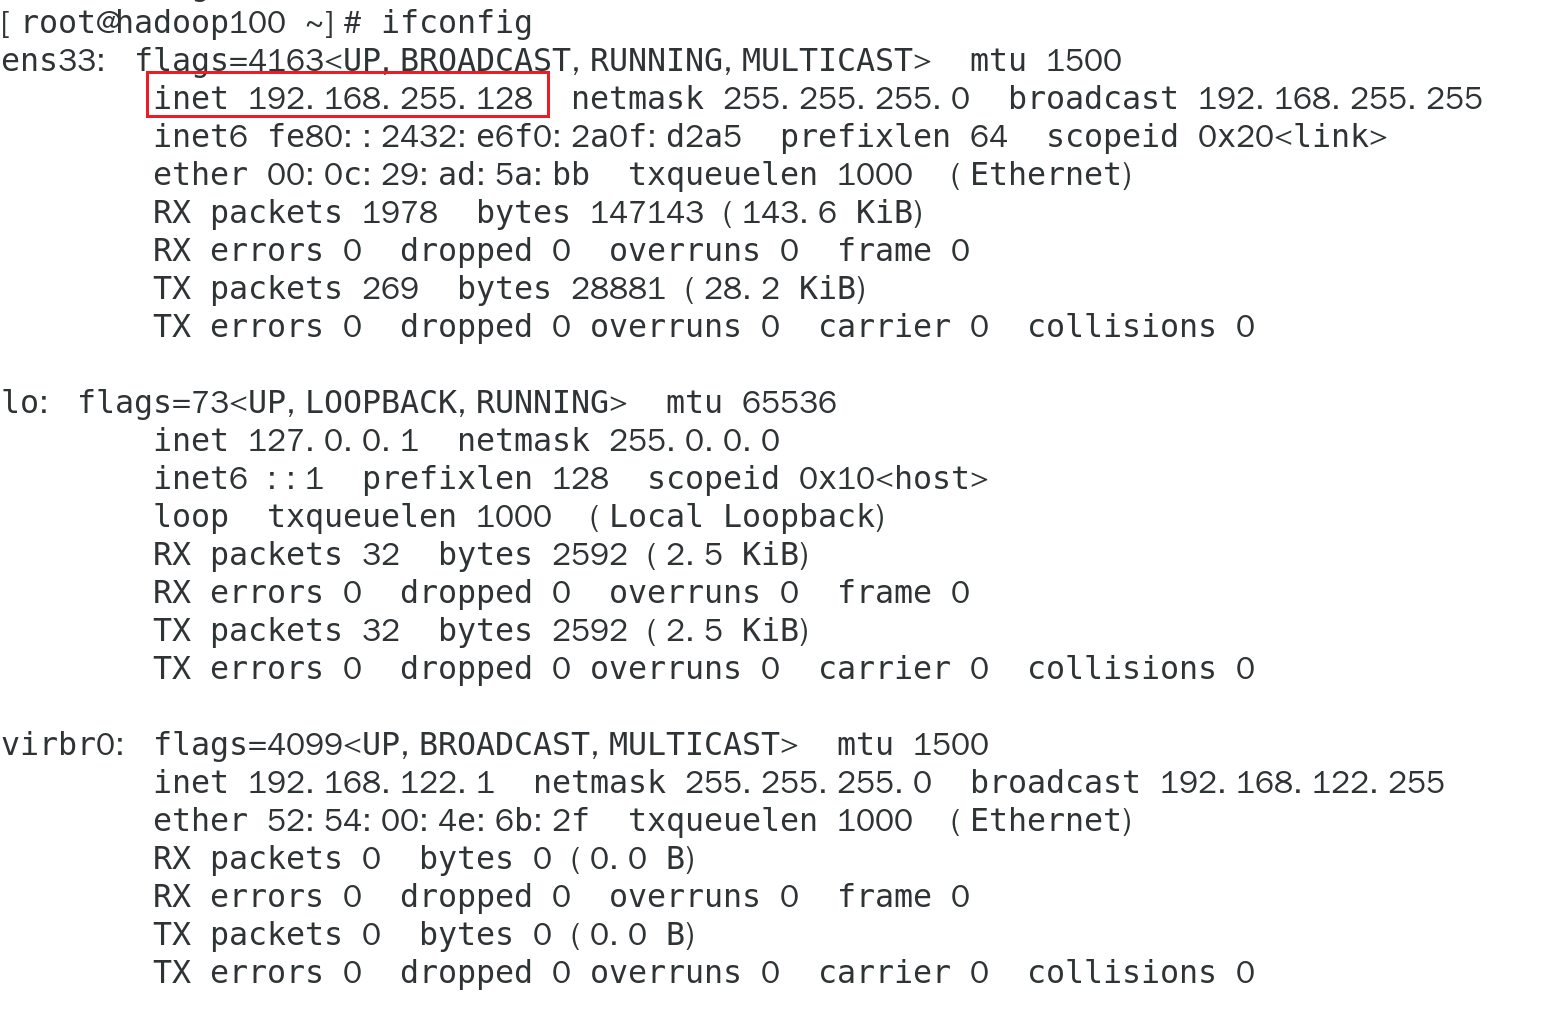 [root@hadoop100 ~]# ifconfig
ens33: flags=4163<UP,BROADCAST,RUNNING,MULTICAST>  mtu 1500
        inet 192.168.255.128  netmask 255.255.255.0  broadcast 192.168.255.255
        inet6 fe80::2432:e6f0:2a0f:d2a5  prefixlen 64  scopeid 0x20<link>
        ether 00:0c:29:ad:5a:bb  txqueuelen 1000  (Ethernet)
        RX packets 1978  bytes 147143 (143.6 KiB)
        RX errors 0  dropped 0  overruns 0  frame 0
        TX packets 269  bytes 28881 (28.2 KiB)
        TX errors 0  dropped 0 overruns 0  carrier 0  collisions 0

lo: flags=73<UP,LOOPBACK,RUNNING>  mtu 65536
        inet 127.0.0.1  netmask 255.0.0.0
        inet6 ::1  prefixlen 128  scopeid 0x10<host>
        loop  txqueuelen 1000  (Local Loopback)
        RX packets 32  bytes 2592 (2.5 KiB)
        RX errors 0  dropped 0  overruns 0  frame 0
        TX packets 32  bytes 2592 (2.5 KiB)
        TX errors 0  dropped 0 overruns 0  carrier 0  collisions 0

virbr0: flags=4099<UP,BROADCAST,MULTICAST>  mtu 1500
        inet 192.168.122.1  netmask 255.255.255.0  broadcast 192.168.122.255
        ether 52:54:00:4e:6b:2f  txqueuelen 1000  (Ethernet)
        RX packets 0  bytes 0 (0.0 B)
        RX errors 0  dropped 0  overruns 0  frame 0
        TX packets 0  bytes 0 (0.0 B)
        TX errors 0  dropped 0 overruns 0  carrier 0  collisions 0